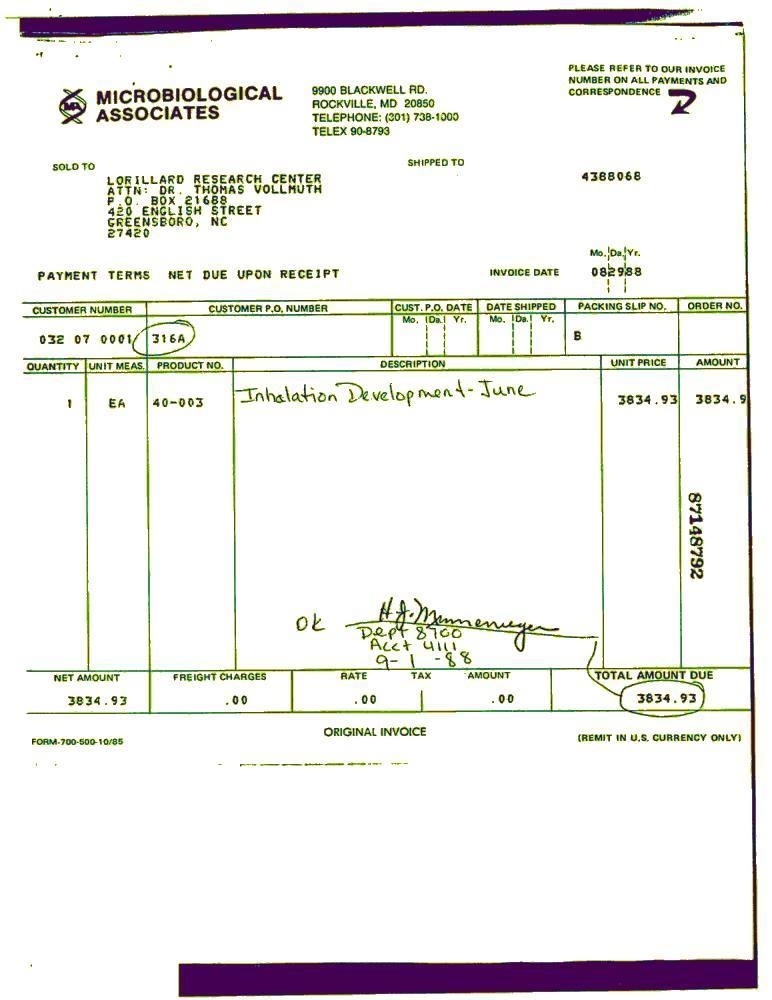 PLEASE REFER TO OUR INVOICE
NUMBER ON ALL PAYMENTS AND
CORRESPONDENCE
MA
MICROBIOLOGICAL
ASSOCIATES
9900 BLACKWELL RD.
ROCKVILLE, MD 20850
TELEPHONE: (301) 738-1000
TELEX 90-8793
SOLD TO
SHIPPED TO
LORILLARD RESEARCH CENTER
ATTN: DR. THOMAS VOLLMUTH
P.O. BOX 21688
420 ENGLISH STREET
GREENSBORO, NC
27420
4388068
Mo. Da. Yr.
PAYMENT TERMS NET DUE UPON RECEIPT
INVOICE DATE 082988
CUSTOMER NUMBER CUSTOMER P.O. NUMBER CUST. P.O. DATE DATE SHIPPED PACKING SLIP NO. ORDER NO.
Mo. Da. Yr. Mo. Da. Yr.
032 07 0001 316A B
QUANTITY UNIT MEAS. PRODUCT NO. DESCRIPTION UNIT PRICE AMOUNT
1 EA 40-003 Inhalation Development-June 3834.93 3834.9
87148792
OK H.J. Minnemeyer
Dept 8700
Acct 4111
9-1-88
NET AMOUNT FREIGHT CHARGES RATE TAX AMOUNT TOTAL AMOUNT DUE
3834.93 .00 .00 .00 3834.93
FORM-700-500-10/85 ORIGINAL INVOICE (REMIT IN U.S. CURRENCY ONLY)